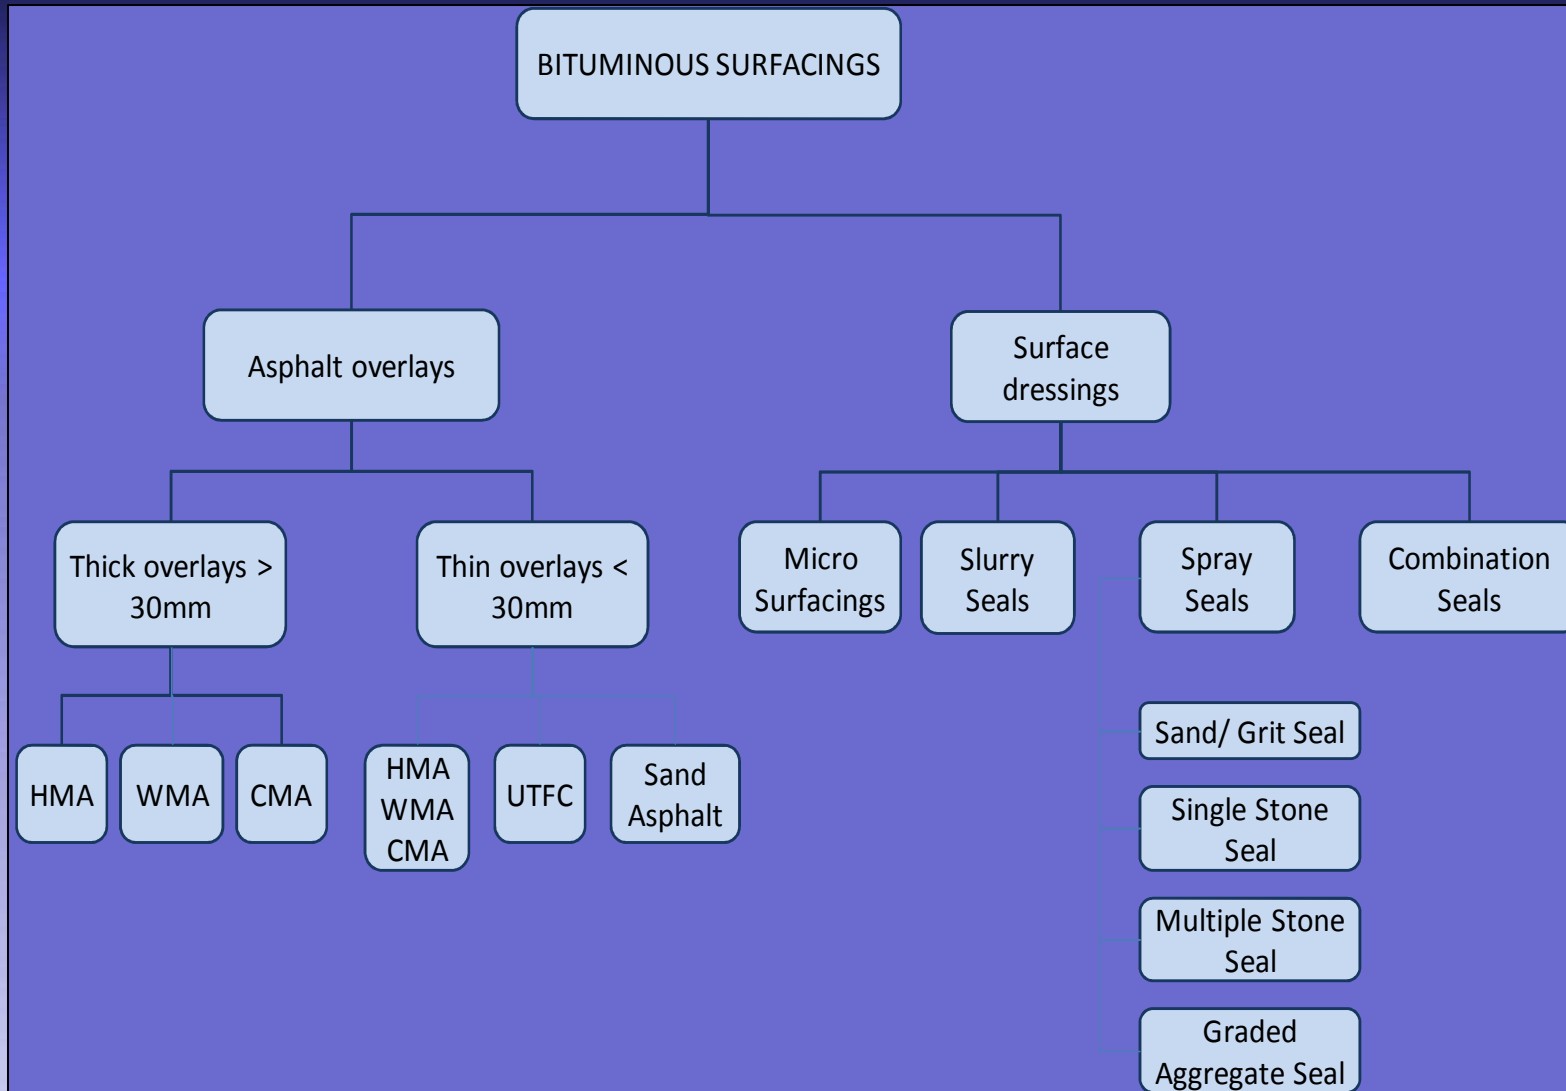 BITUMINOUS SURFACINGS
Asphalt overlays
Surface
dressings
Thick overlays >
30mm
Thin overlays <
30mm
Micro
Surfacings
Slurry
Seals
Spray
Seals
Combination
Seals
HMA
WMA
CMA
HMA
WMA
CMA
UTFC
Sand
Asphalt
Sand/ Grit Seal
Single Stone
Seal
Multiple Stone
Seal
Graded
Aggregate Seal